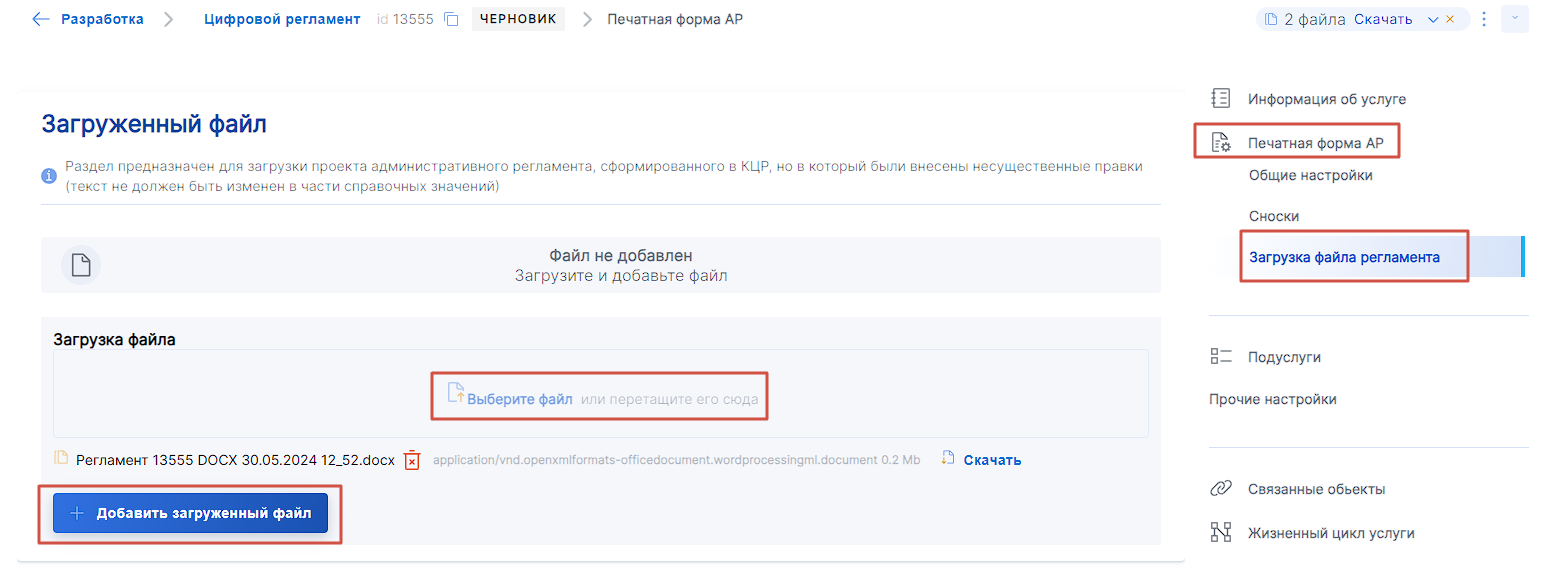 Разработка
Цифровой регламент id 13555 ЧЕРНОВИК Печатная форма АР
2 файла Скачать
Загруженный файл
Раздел предназначен для загрузки проекта административного регламента, сформированного в КЦР, но в который были внесены несущественные правки
(текст не должен быть изменен в части справочных значений)
Файл не добавлен
Загрузите и добавьте файл
Загрузка файла
Выберите файл или перетащите его сюда
Регламент 13555 DOCX 30.05.2024 12_52.docx application/vnd.openxmlformats-officedocument.wordprocessingml.document 0.2 Mb Скачать
Добавить загруженный файл
Информация об услуге
Печатная форма АР
Общие настройки
Сноски
Загрузка файла регламента
Подуслуги
Прочие настройки
Связанные обьекты
Жизненный цикл услуги